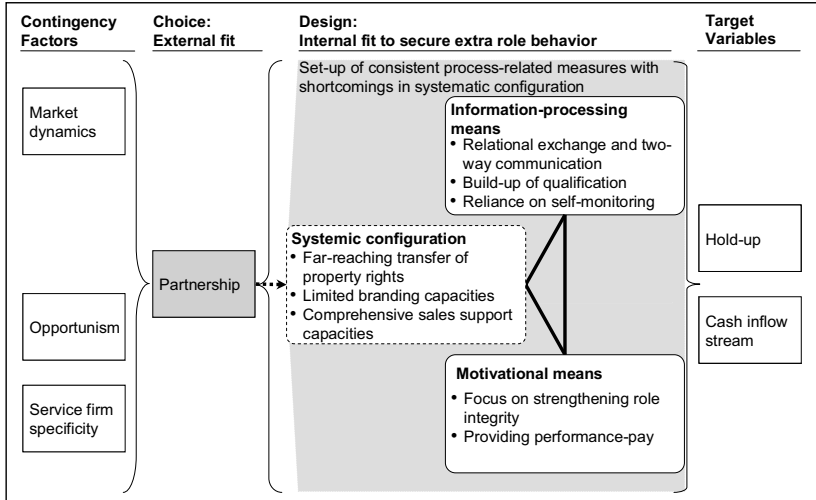 Contingency
Factors
Choice:
External fit
Design:
Internal fit to secure extra role behavior
Target
Variables
Set-up of consistent process-related measures with
shortcomings in systematic configuration
Market
dynamics
Opportunism
Service firm
specificity
Partnership
Information-processing
means
• Relational exchange and two-
way communication
• Build-up of qualification
• Reliance on self-monitoring
Systemic configuration
• Far-reaching transfer of
property rights
• Limited branding capacities
• Comprehensive sales support
capacities
Motivational means
• Focus on strengthening role
integrity
• Providing performance-pay
Hold-up
Cash inflow
stream